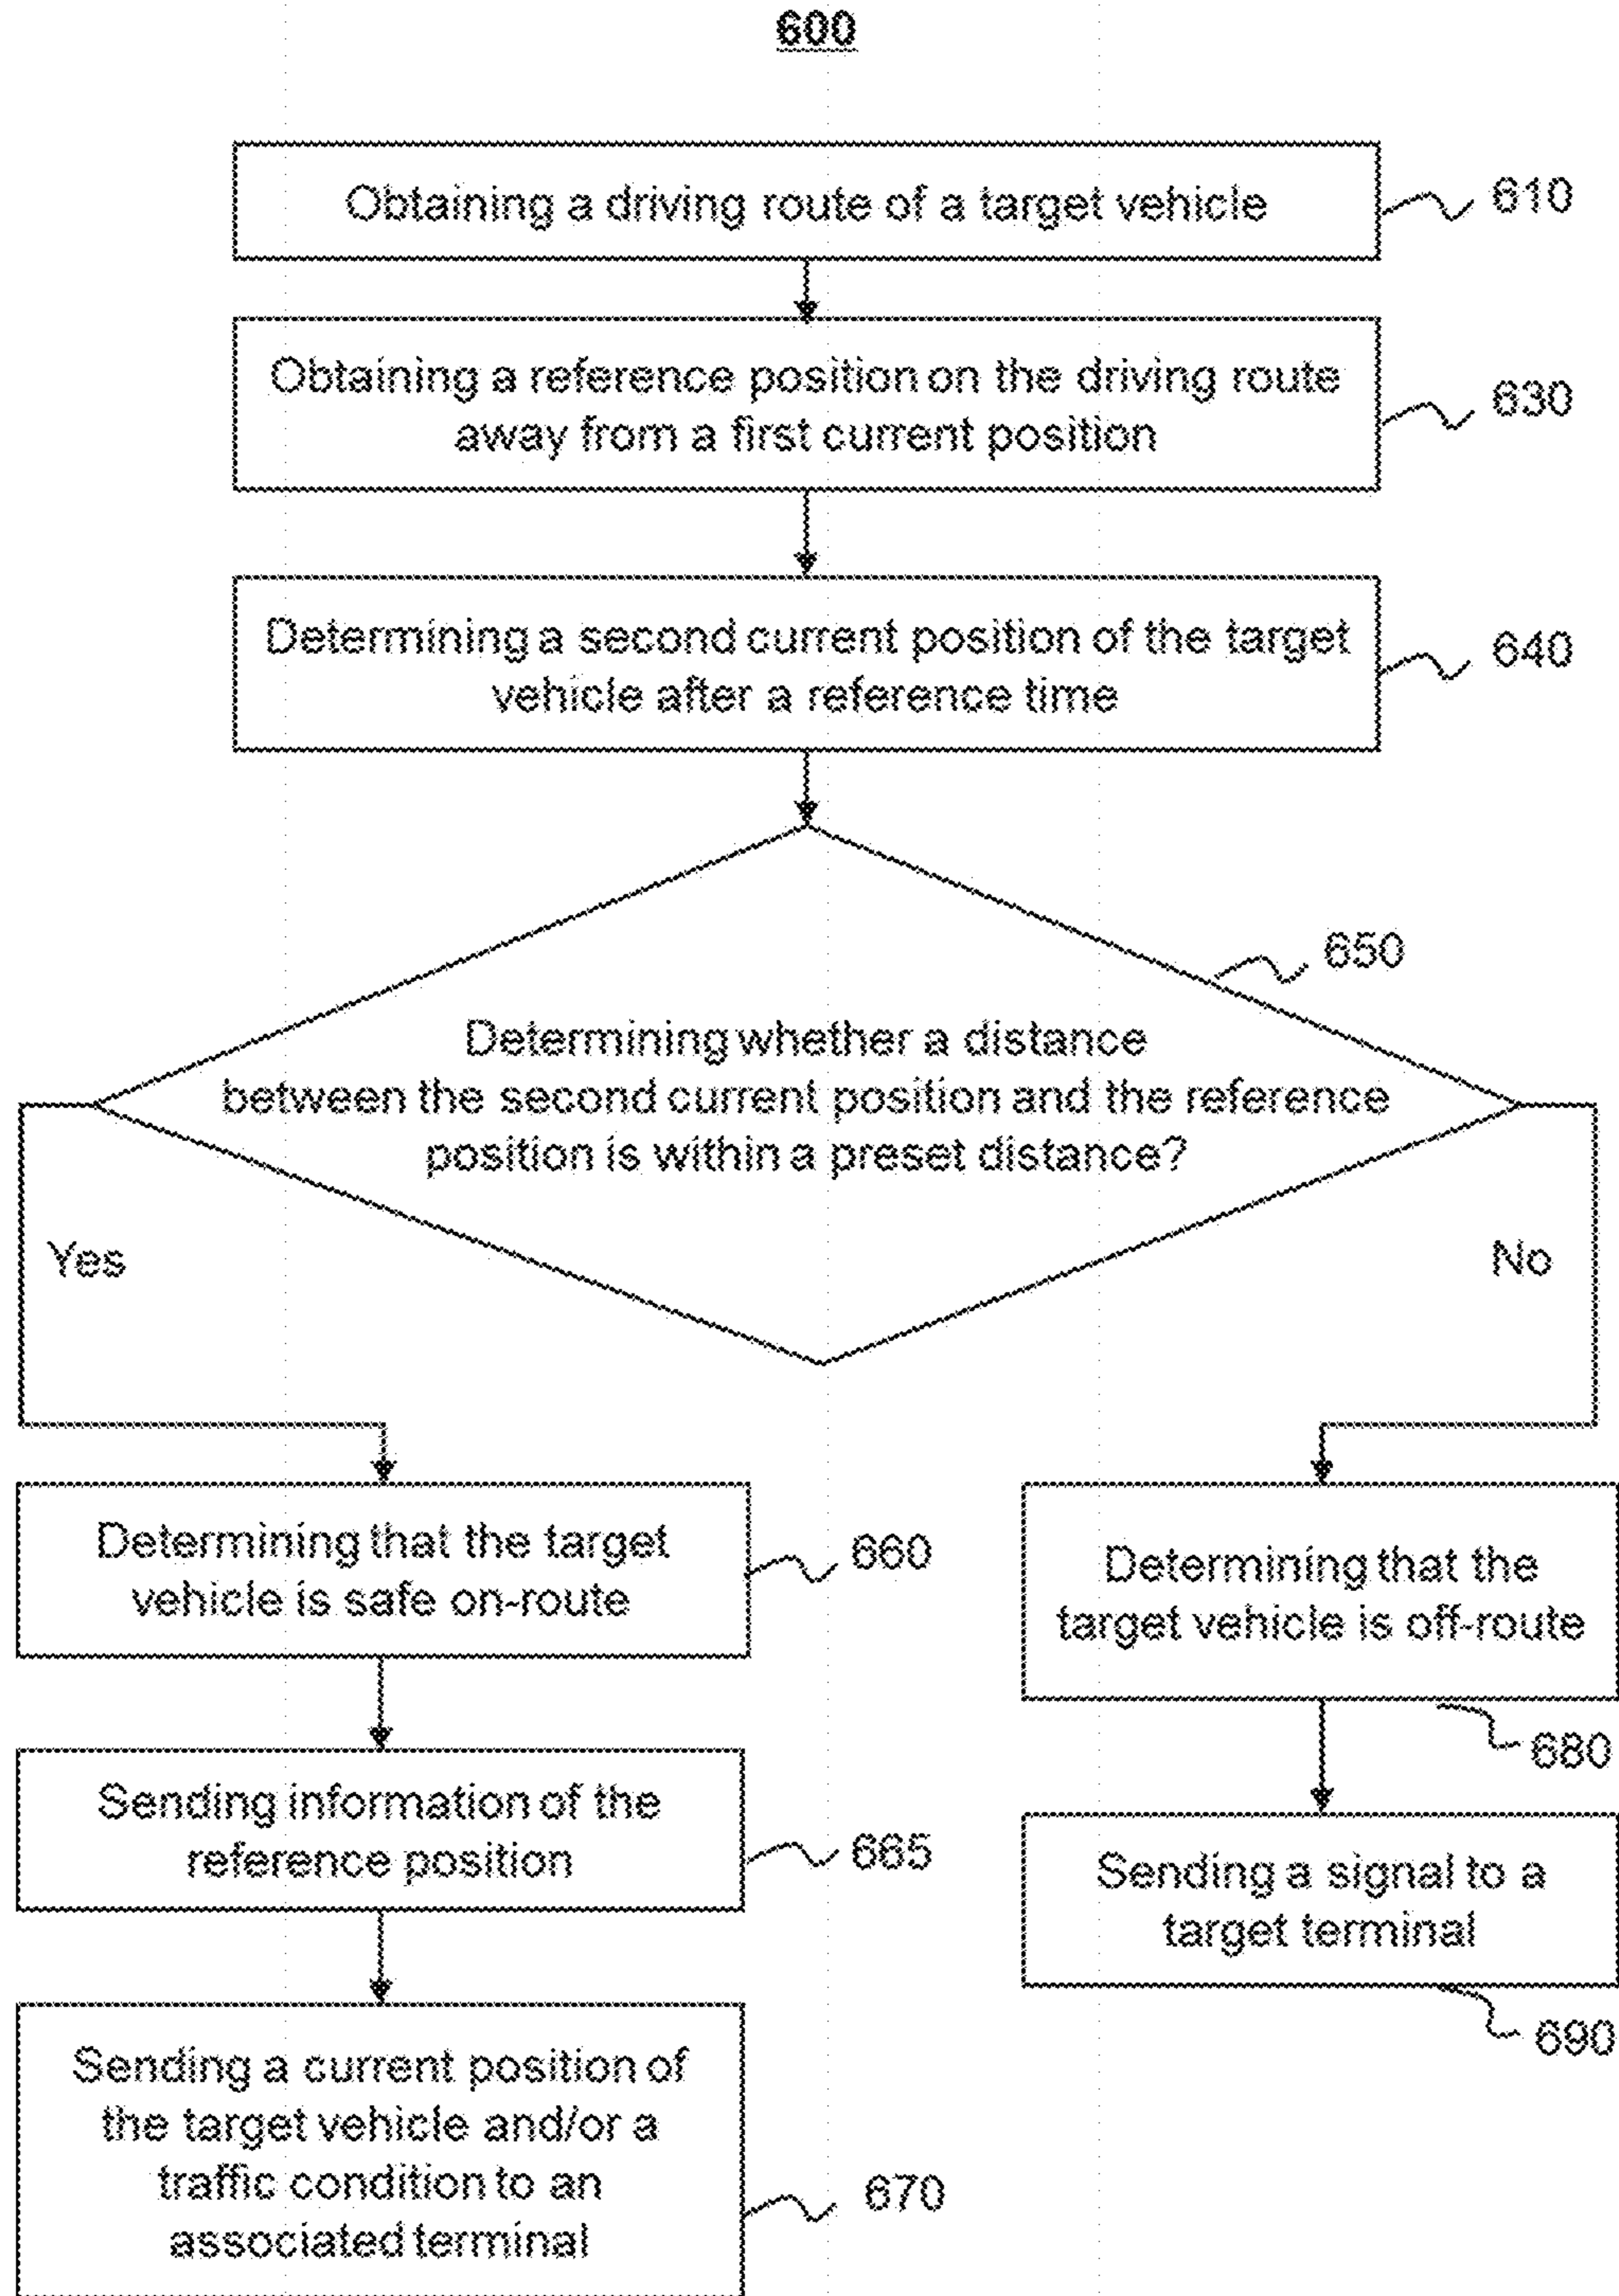 600
Obtaining a driving route of a target vehicle
610
Obtaining a reference position on the driving route
away from a first current position
630
Determining a second current position of the target
vehicle after a reference time
640
650
Determining whether a distance
between the second current position and the reference
position is within a preset distance?
Yes
No
Determining that the target
vehicle is safe on-route
660
Determining that the
target vehicle is off-route
680
Sending information of the
reference position
665
Sending a signal to a
target terminal
690
Sending a current position of
the target vehicle and/or a
traffic condition to an
associated terminal
670